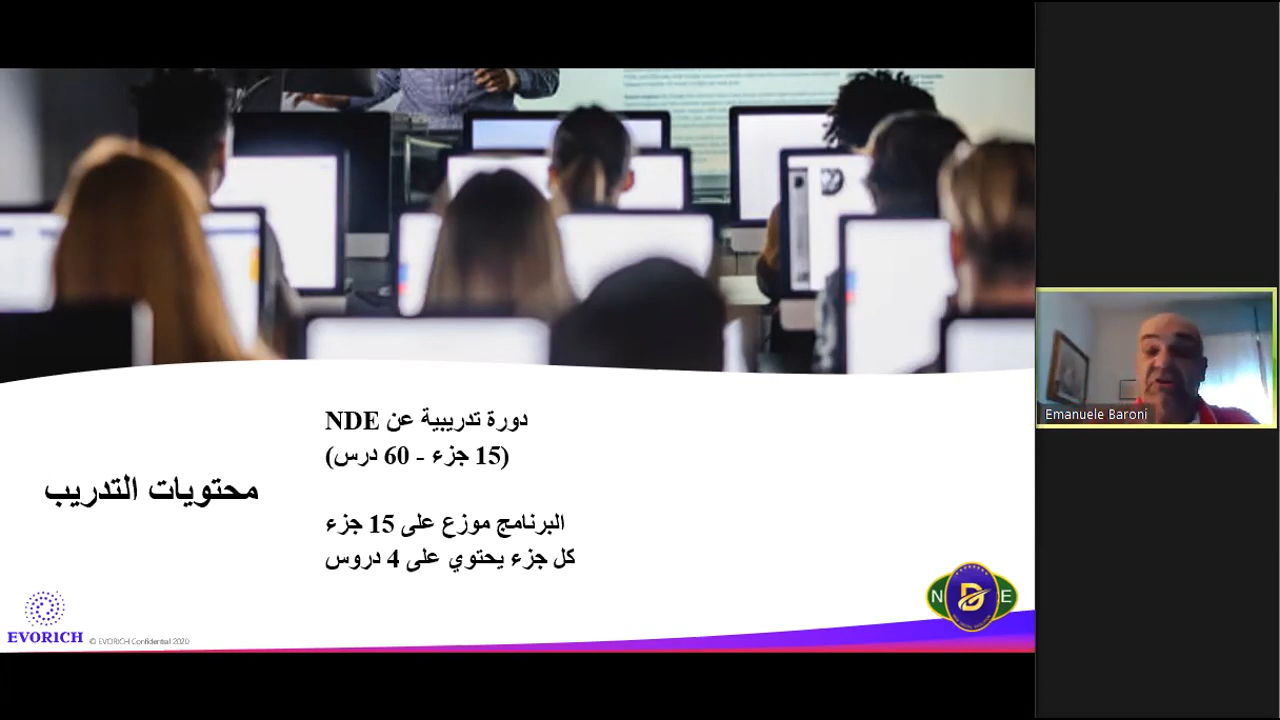 دورة تدريبية عن NDE
(15 جزء - 60 درس)
محتويات التدريب
البرنامج موزع على 15 جزء
كل جزء يحتوي على 4 دروس
EVORICH
© EVORICH Confidential 2020
N D E
Emanuele Baroni